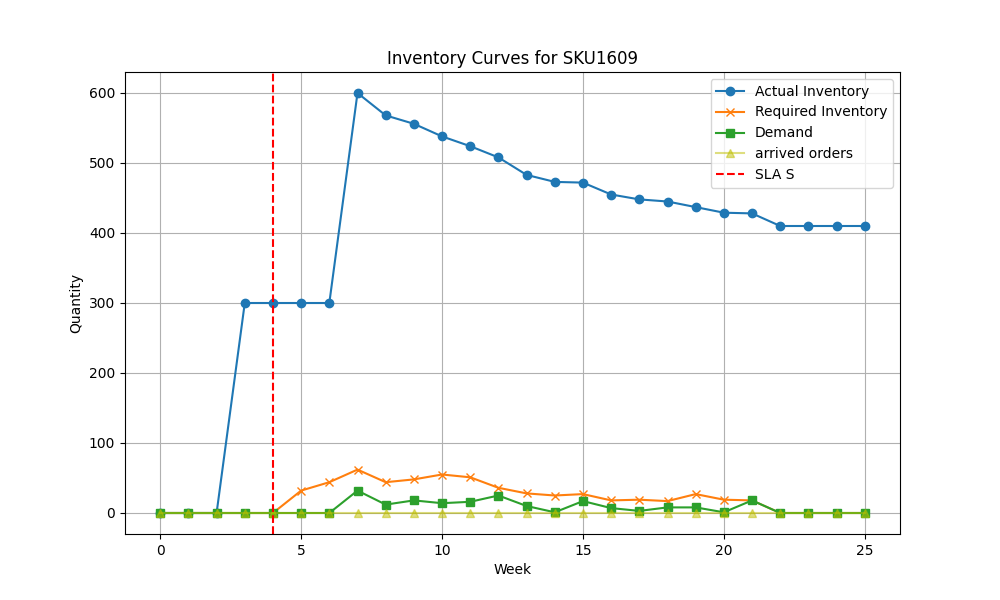 Inventory Curves for SKU1609
Actual Inventory
Required Inventory
Demand
arrived orders
SLA S
Quantity
600
500
400
300
200
100
0
0 5 10 15 20 25
Week